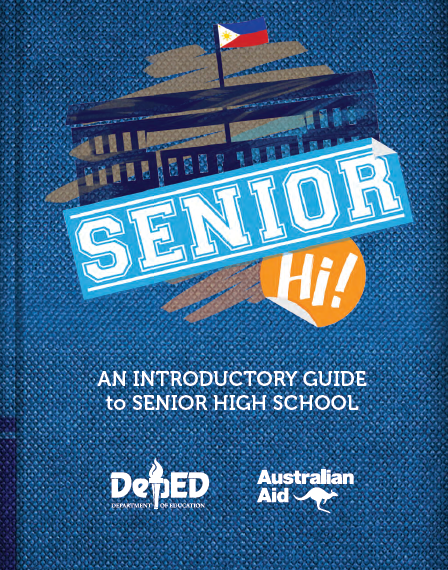 SENIOR
Hi!
AN INTRODUCTORY GUIDE
to SENIOR HIGH SCHOOL
DepED
DEPARTMENT OF EDUCATION
Australian
Aid